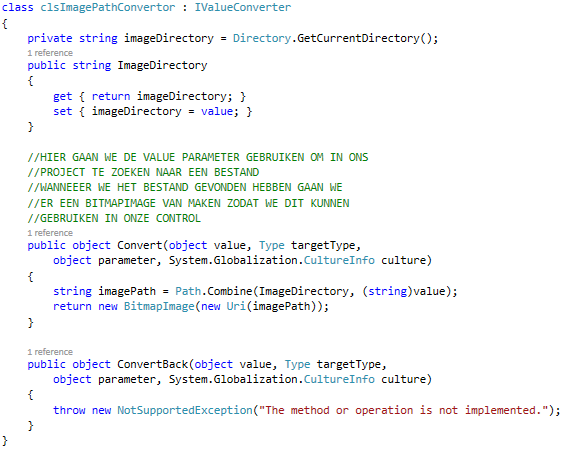 class clsImagePathConvertor : IValueConverter
{
    private string imageDirectory = Directory.GetCurrentDirectory();
    1 reference
    public string ImageDirectory
    {
        get { return imageDirectory; }
        set { imageDirectory = value; }
    }

    //HIER GAAN WE DE VALUE PARAMETER GEBRUIKEN OM IN ONS
    //PROJECT TE ZOEKEN NAAR EEN BESTAND
    //WANNEEER WE HET BESTAND GEVONDEN HEBBEN GAAN WE
    //ER EEN BITMAPIMAGE VAN MAKEN ZODAT WE DIT KUNNEN
    //GEBRUIKEN IN ONZE CONTROL
    1 reference
    public object Convert(object value, Type targetType,
        object parameter, System.Globalization.CultureInfo culture)
    {
        string imagePath = Path.Combine(ImageDirectory, (string)value);
        return new BitmapImage(new Uri(imagePath));
    }

    1 reference
    public object ConvertBack(object value, Type targetType,
        object parameter, System.Globalization.CultureInfo culture)
    {
        throw new NotSupportedException("The method or operation is not implemented.");
    }
}